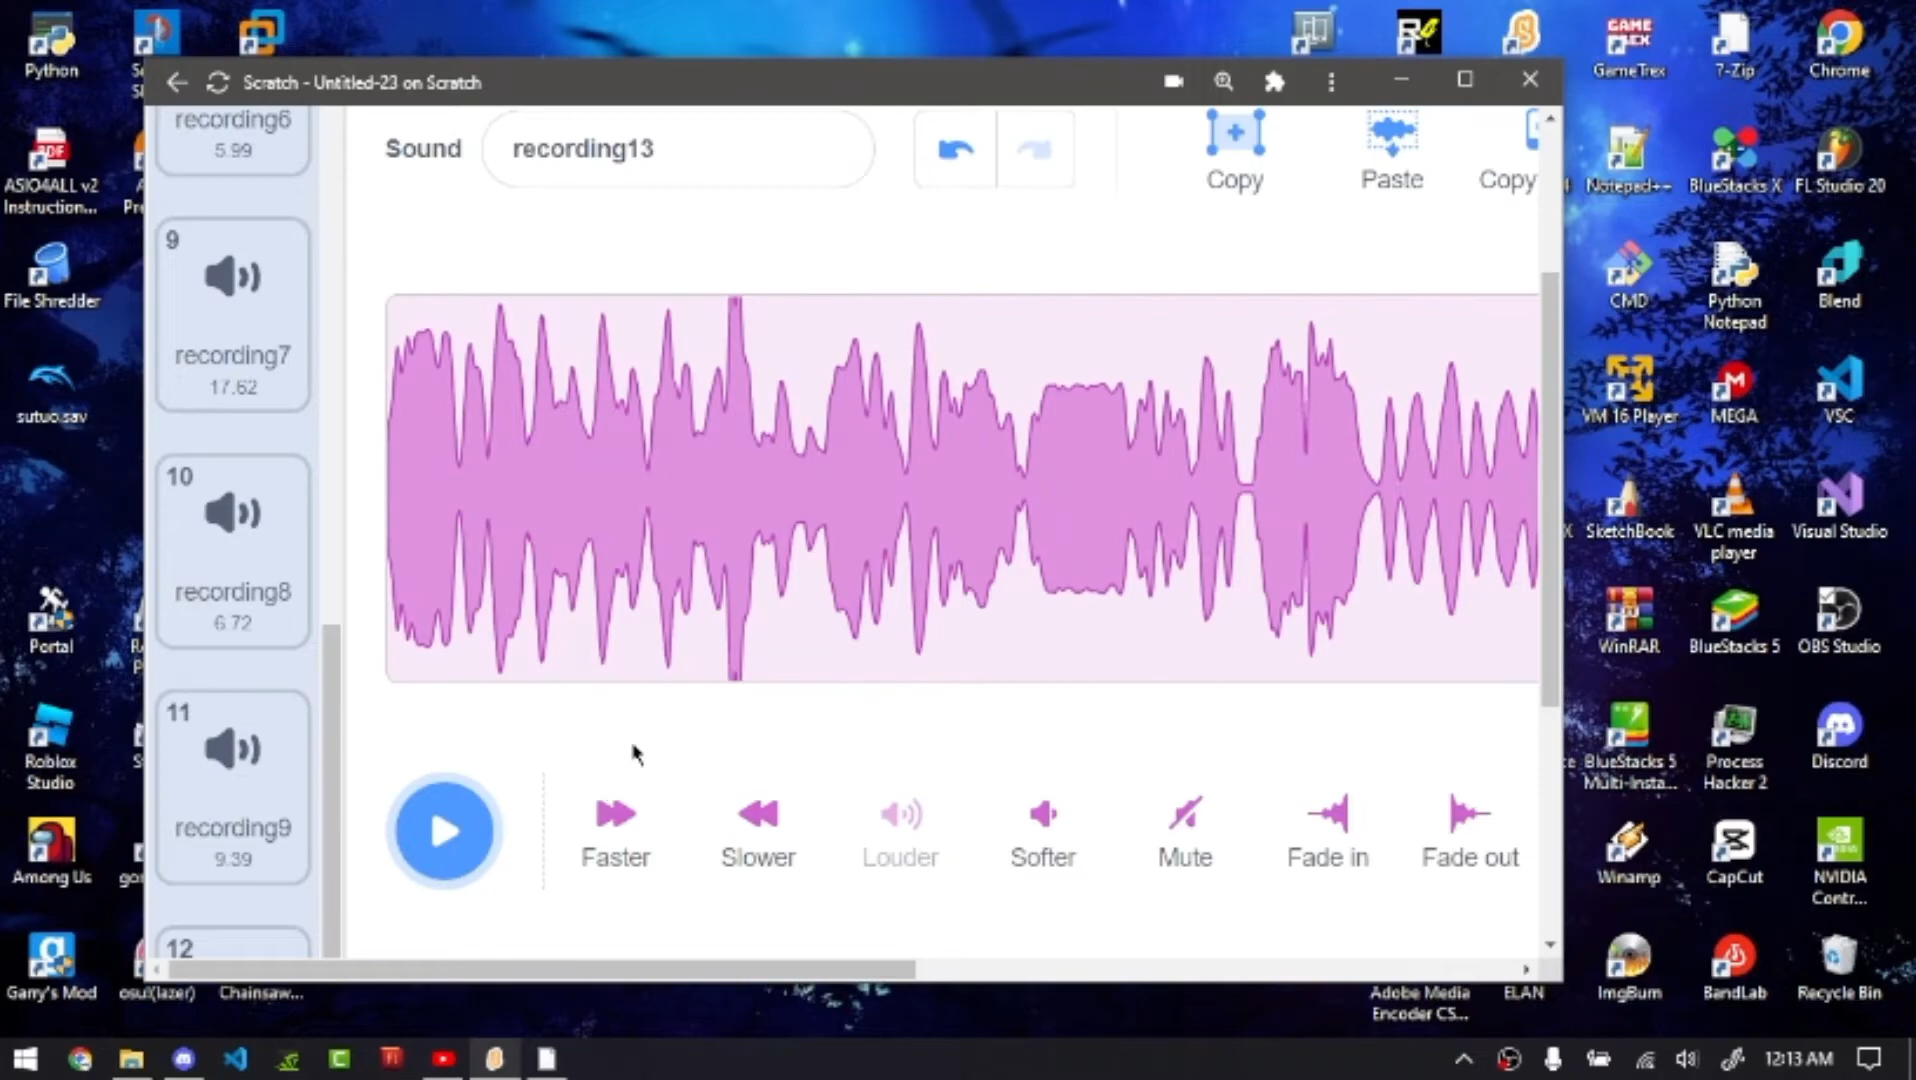 Python
GameTrex
7-Zip
Chrome
Scratch - Untitled-23 on Scratch
recording6
5.99
Sound
recording13
Copy
Paste
Copy
9
recording7
17.62
10
recording8
6.72
11
recording9
9.39
12
Faster
Slower
Louder
Softer
Mute
Fade in
Fade out
ASIO4ALL v2
Instruction...
File Shredder
sutuo.sav
Portal
Roblox
Studio
Among Us
Garry's Mod
osu!(lazer)
Chainsaw...
Notepad++
BlueStacks X
FL Studio 20
CMD
Python
Notepad
Blend
VM 16 Player
MEGA
VSC
SketchBook
VLC media
player
Visual Studio
WinRAR
BlueStacks 5
OBS Studio
BlueStacks 5
Multi-Insta...
Process
Hacker 2
Discord
Winamp
CapCut
NVIDIA
Contr...
Adobe Media
Encoder CS...
ELAN
ImgBurn
BandLab
Recycle Bin
12:13 AM